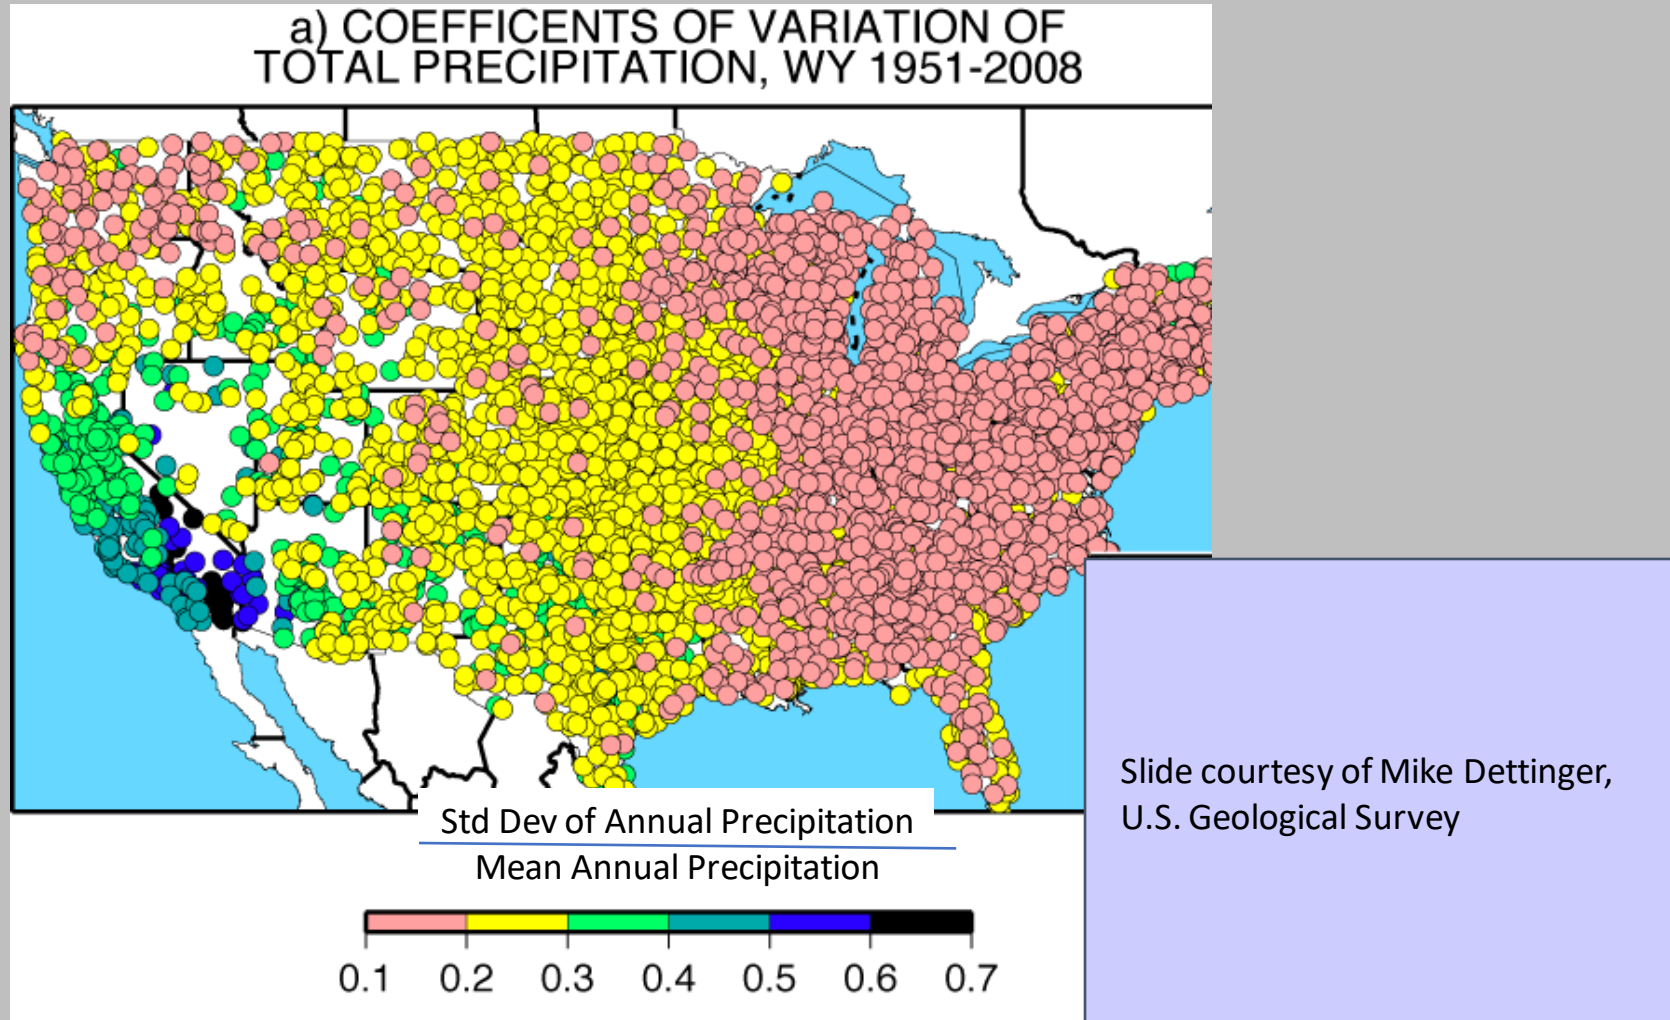 a) COEFFICENTS OF VARIATION OF
TOTAL PRECIPITATION, WY 1951-2008
Std Dev of Annual Precipitation
Mean Annual Precipitation
0.1 0.2 0.3 0.4 0.5 0.6 0.7
Slide courtesy of Mike Dettinger,
U.S. Geological Survey